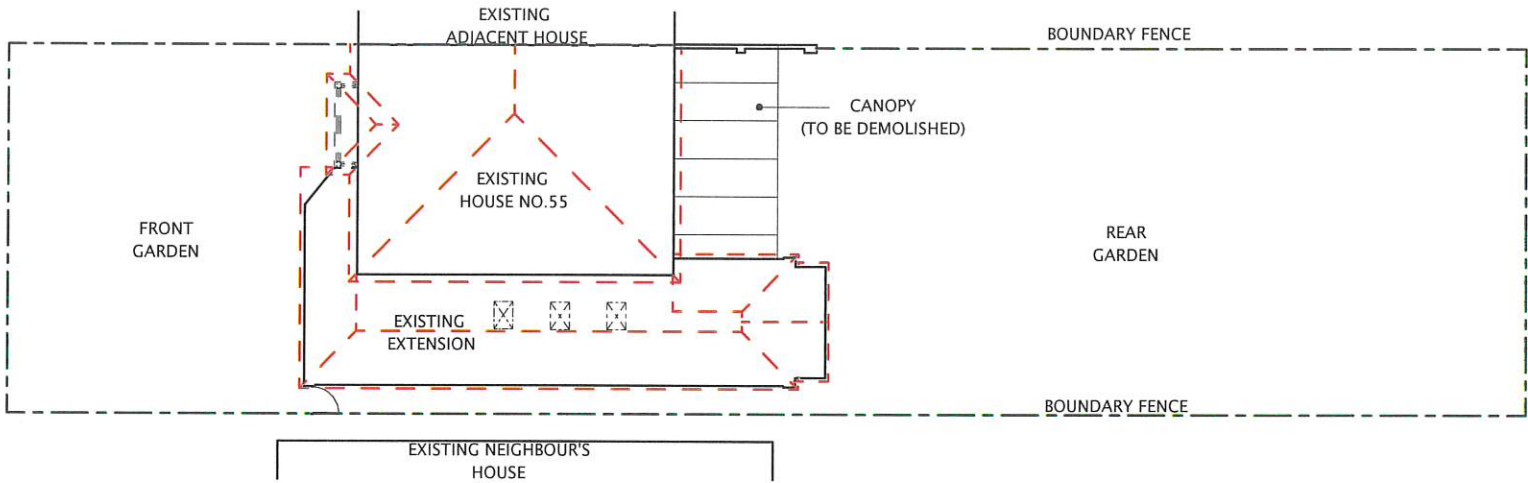 EXISTING
ADJACENT HOUSE
BOUNDARY FENCE
CANOPY
(TO BE DEMOLISHED)
EXISTING
HOUSE NO.55
FRONT
GARDEN
REAR
GARDEN
EXISTING
EXTENSION
BOUNDARY FENCE
EXISTING NEIGHBOUR'S
HOUSE